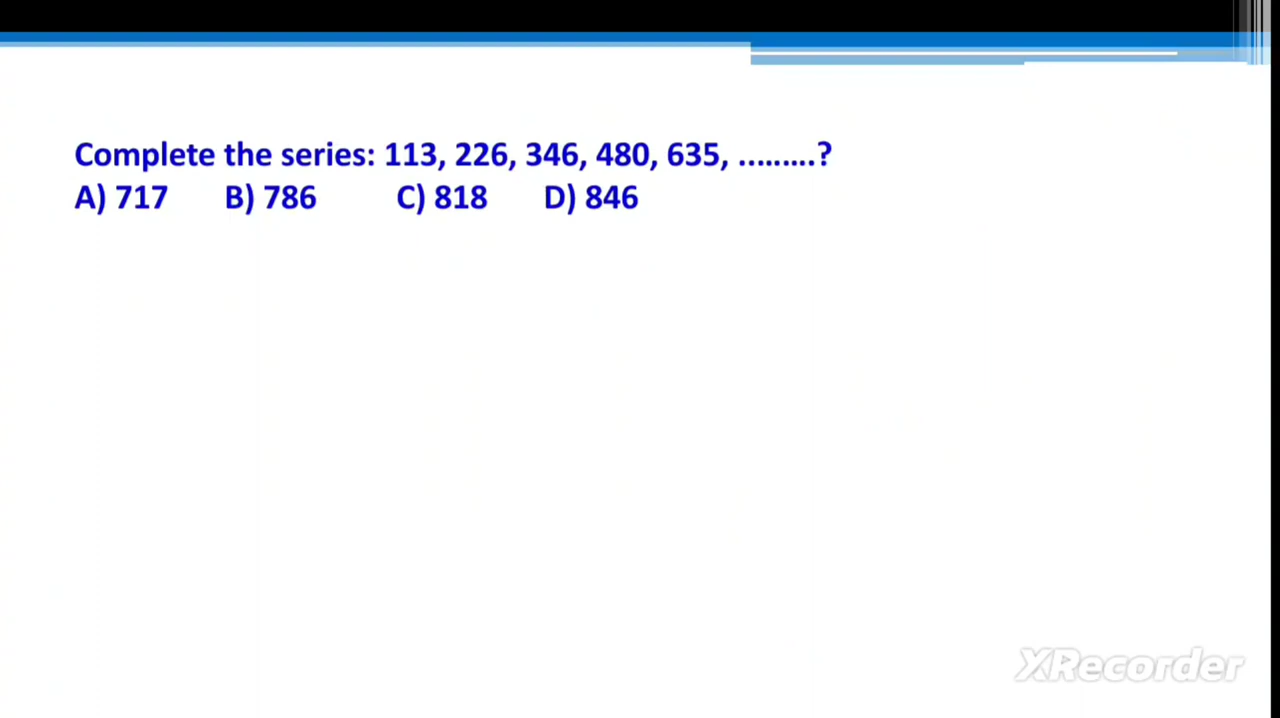 Complete the series: 113, 226, 346, 480, 635, .........?
A) 717 B) 786 C) 818 D) 846
XRecorder